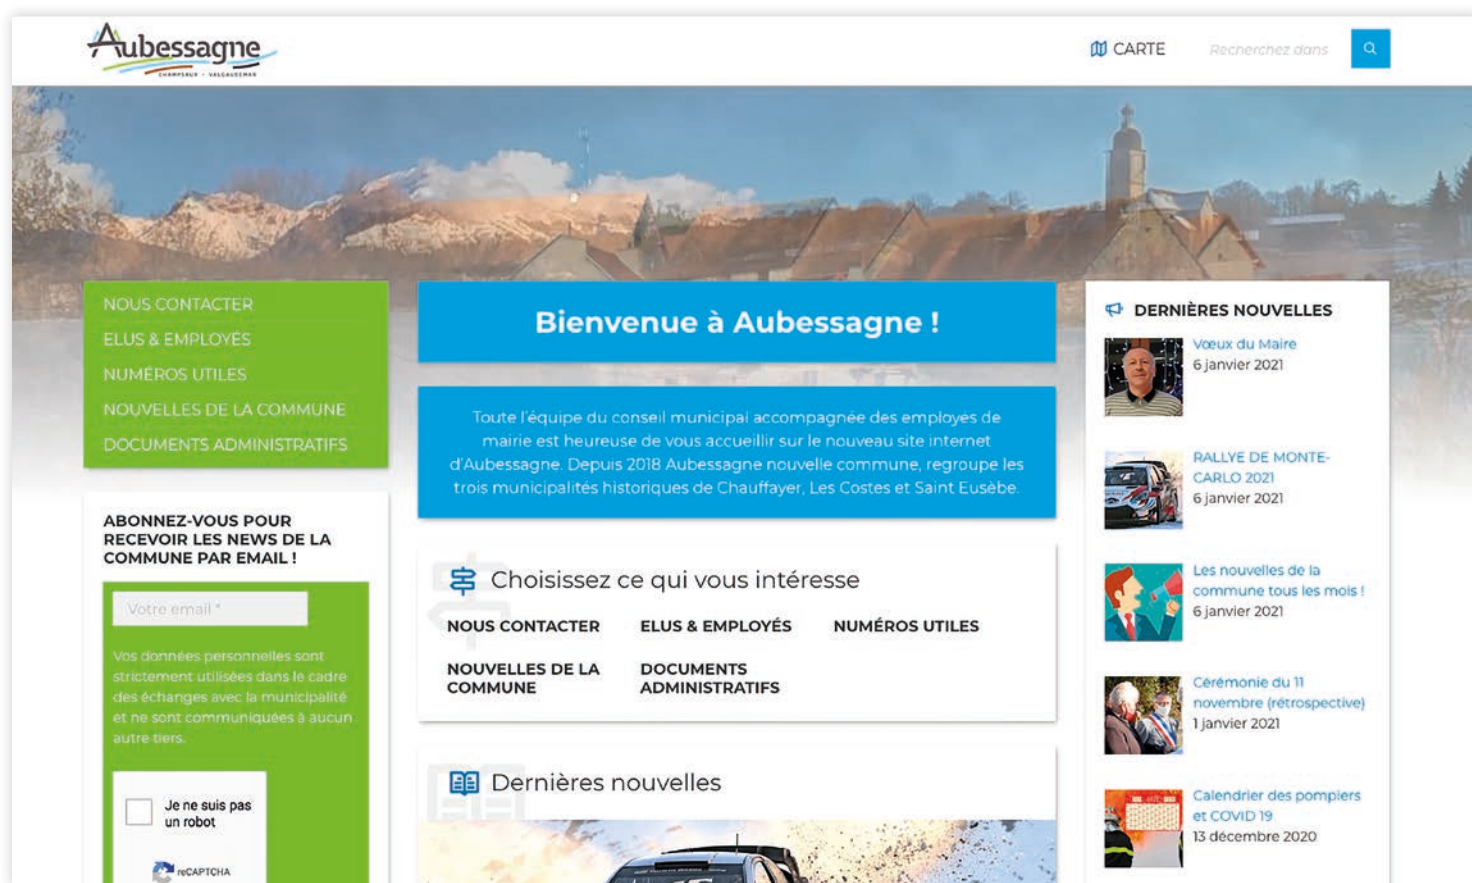 Aubessagne
CHAMPSAUR - VALGAUDEMAR
CARTE
Recherchez dans
NOUS CONTACTER
ELUS & EMPLOYÉS
NUMÉROS UTILES
NOUVELLES DE LA COMMUNE
DOCUMENTS ADMINISTRATIFS
ABONNEZ-VOUS POUR
RECEVOIR LES NEWS DE LA
COMMUNE PAR EMAIL !
Votre email *
Vos données personnelles sont
strictement utilisées dans le cadre
des échanges avec la municipalité
et ne sont communiquées à aucun
autre tiers.
Je ne suis pas
un robot
reCAPTCHA
Bienvenue à Aubessagne !
Toute l'équipe du conseil municipal accompagnée des employés de
mairie est heureuse de vous accueillir sur le nouveau site internet
d'Aubessagne. Depuis 2018 Aubessagne nouvelle commune, regroupe les
trois municipalités historiques de Chauffayer, Les Costes et Saint Eusèbe.
Choisissez ce qui vous intéresse
NOUS CONTACTER
ELUS & EMPLOYÉS
NUMÉROS UTILES
NOUVELLES DE LA
COMMUNE
DOCUMENTS
ADMINISTRATIFS
Dernières nouvelles
DERNIÈRES NOUVELLES
Vœux du Maire
6 janvier 2021
RALLYE DE MONTE-
CARLO 2021
6 janvier 2021
Les nouvelles de la
commune tous les mois !
6 janvier 2021
Cérémonie du 11
novembre (rétrospective)
1 janvier 2021
Calendrier des pompiers
et COVID 19
13 décembre 2020